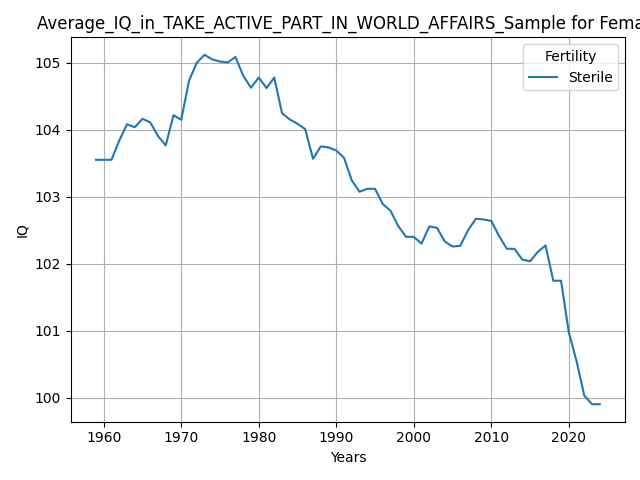 Average_IQ_in_TAKE_ACTIVE_PART_IN_WORLD_AFFAIRS_Sample for Fema
105
104
103
102
101
100
IQ
Fertility
Sterile
1960 1970 1980 1990 2000 2010 2020
Years